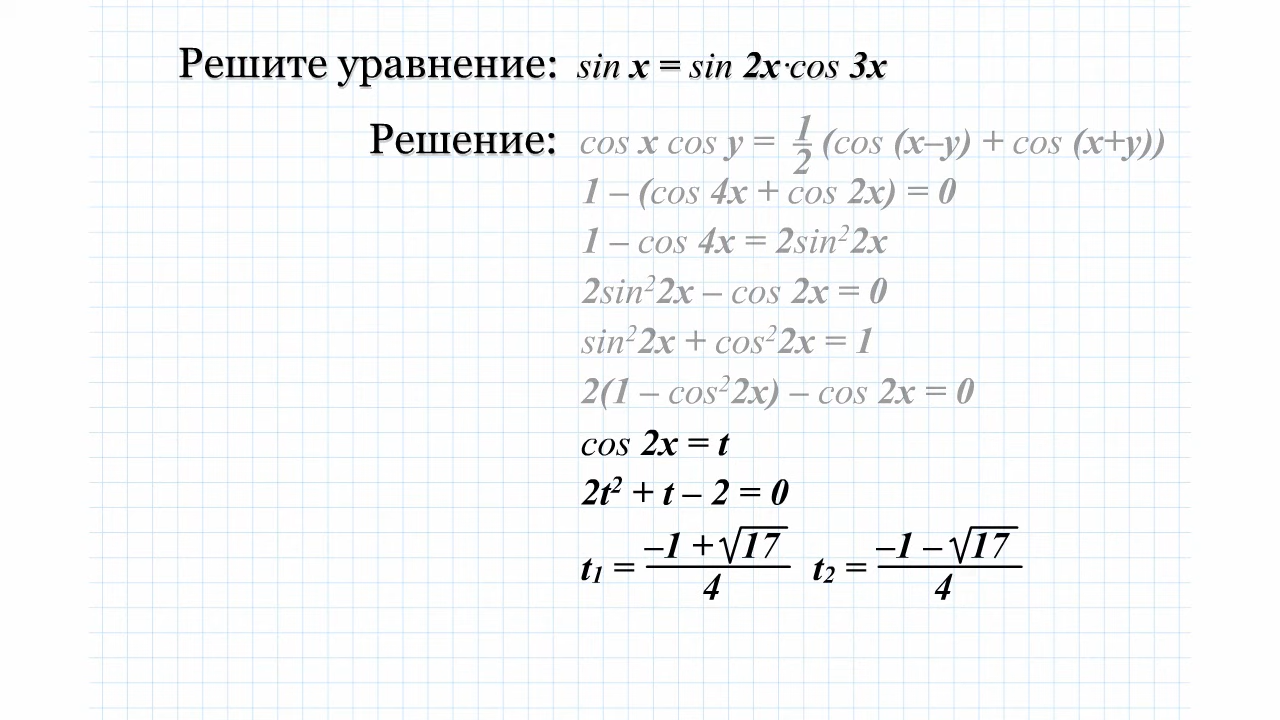 Решите уравнение: sin x = sin 2x·cos 3x
Решение: cos x cos y = 1/2 (cos (x–y) + cos (x+y))
1 – (cos 4x + cos 2x) = 0
1 – cos 4x = 2sin²2x
2sin²2x – cos 2x = 0
sin²2x + cos²2x = 1
2(1 – cos²2x) – cos 2x = 0
cos 2x = t
2t² + t – 2 = 0
t₁ = (–1 + √17)/4 t₂ = (–1 – √17)/4